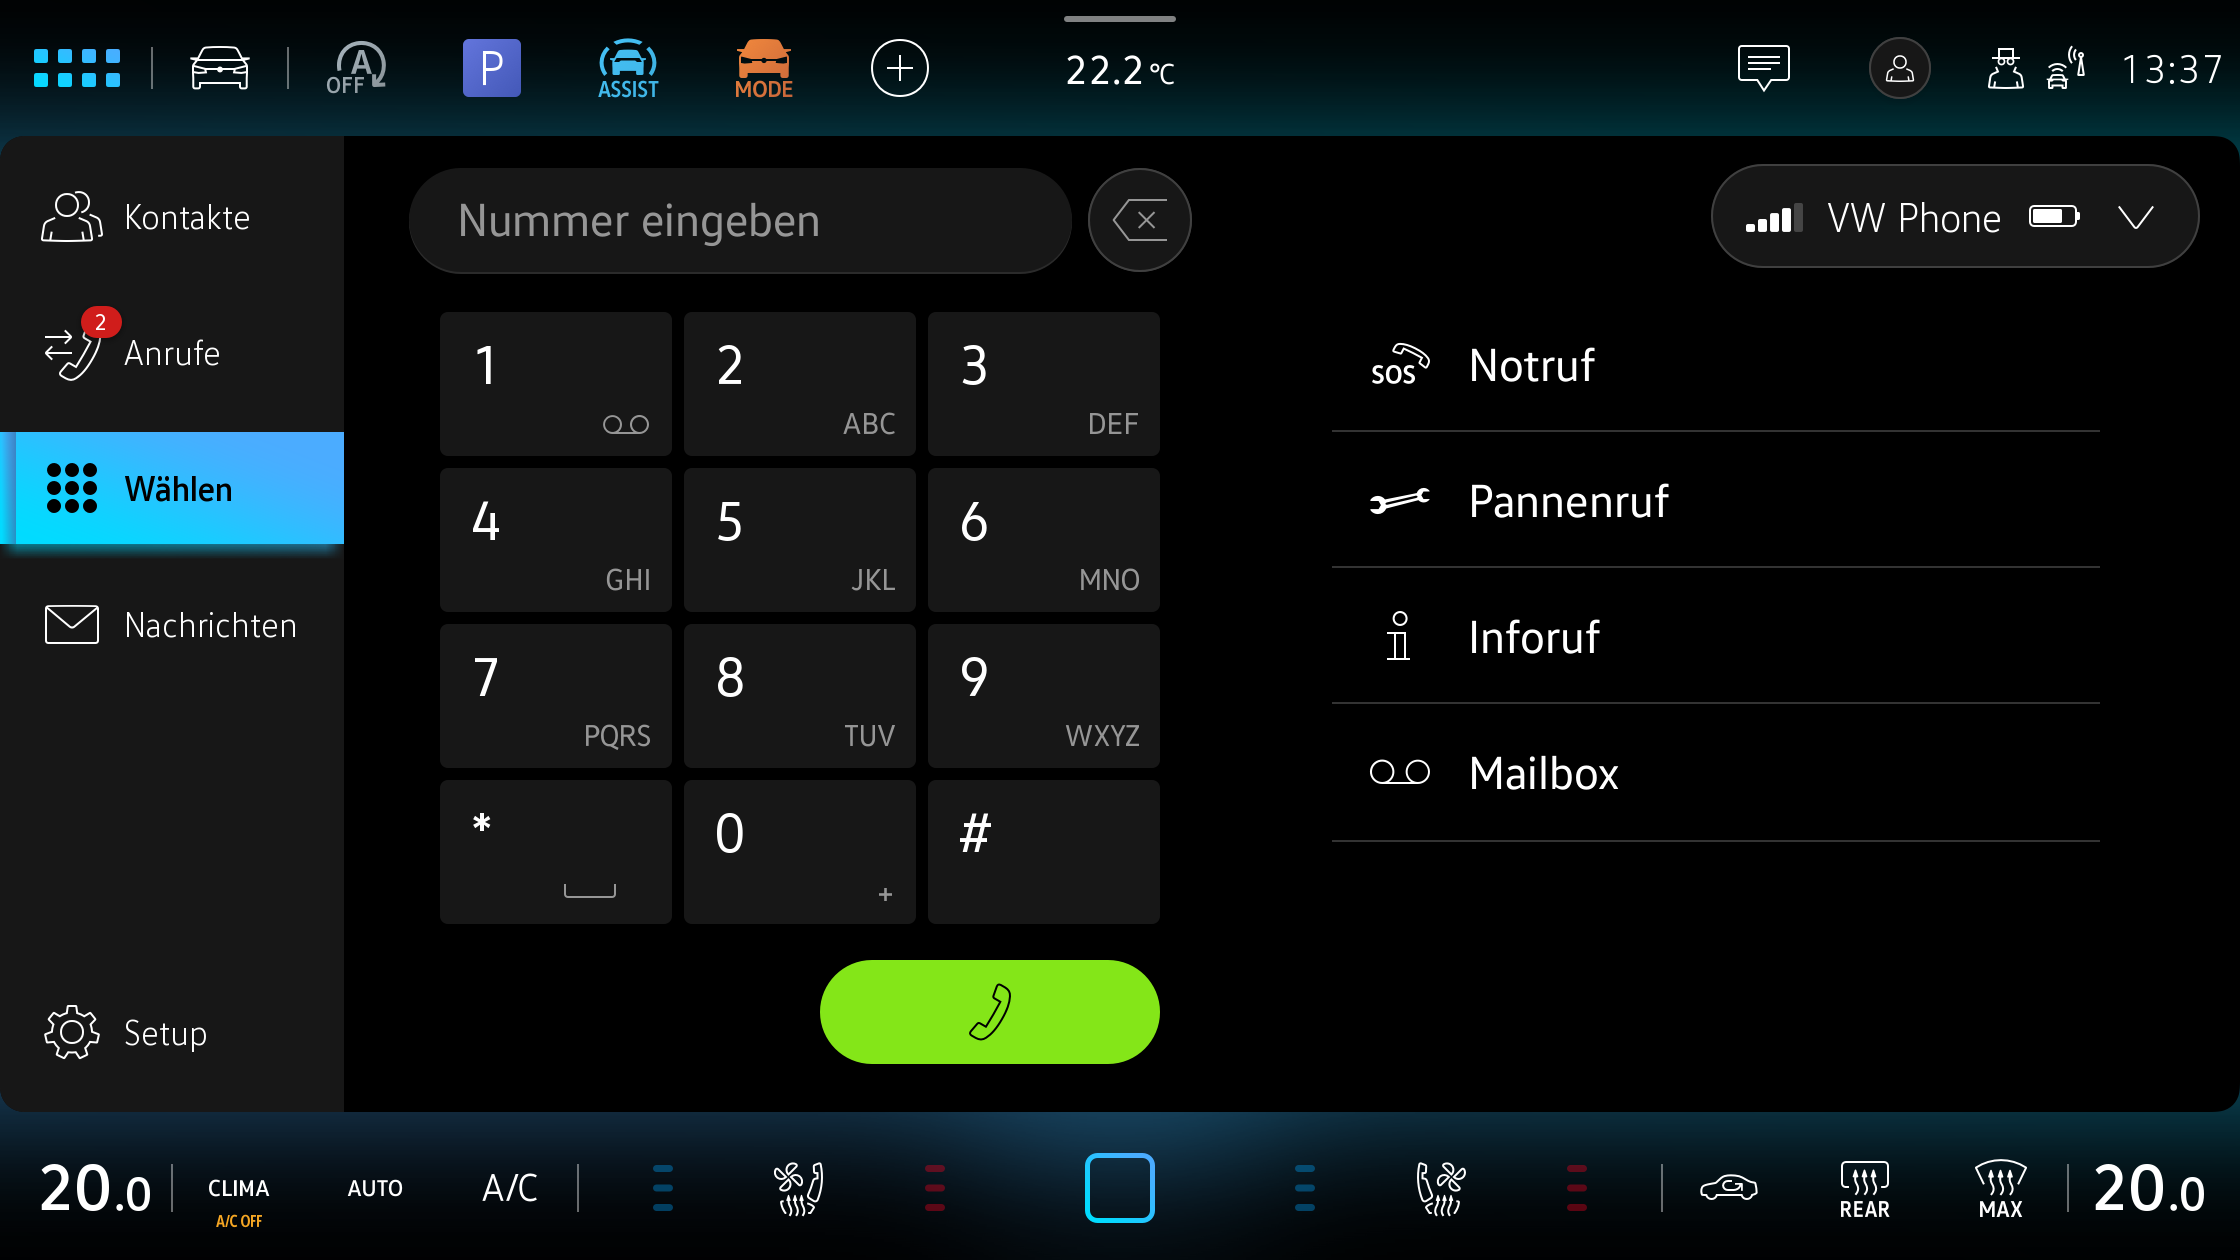 A
OFF
P
ASSIST
MODE
22.2 °C
13:37
Kontakte
2
Anrufe
Wählen
Nachrichten
Setup
Nummer eingeben
VW Phone
1
2 ABC
3 DEF
4 GHI
5 JKL
6 MNO
7 PQRS
8 TUV
9 WXYZ
*
0 +
#
SOS Notruf
Pannenruf
Inforuf
Mailbox
20.0
CLIMA
A/C OFF
AUTO
A/C
REAR
MAX
20.0